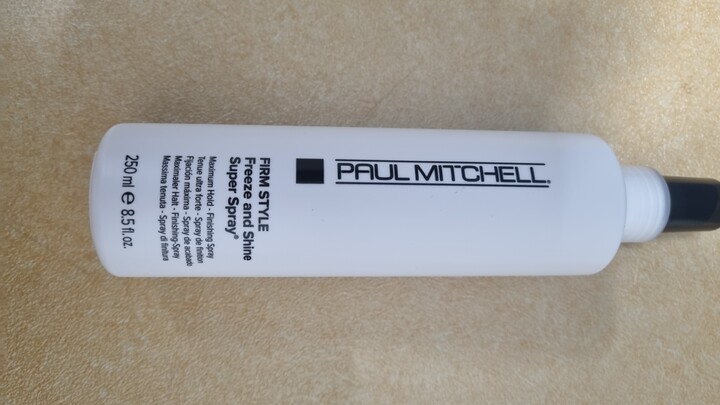 PAUL MITCHELL®
FIRM STYLE
Freeze and Shine
Super Spray®
Maximum Hold - Finishing Spray
Tenue ultra forte - Spray de finition
Fijación máxima - Spray de acabado
Maximaler Halt - Finishing-Spray
Massima tenuta - Spray di finitura
250 ml e 8.5 fl. oz.